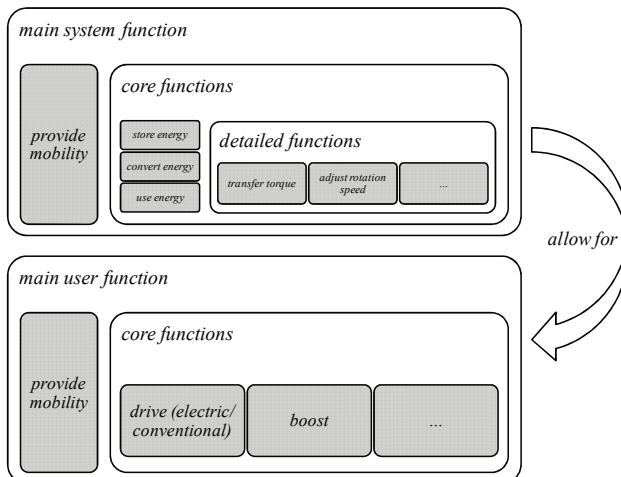 main system function
provide
mobility
core functions
store energy
convert energy
use energy
detailed functions
transfer torque
adjust rotation
speed
...
allow for
main user function
provide
mobility
core functions
drive (electric/
conventional)
boost
...